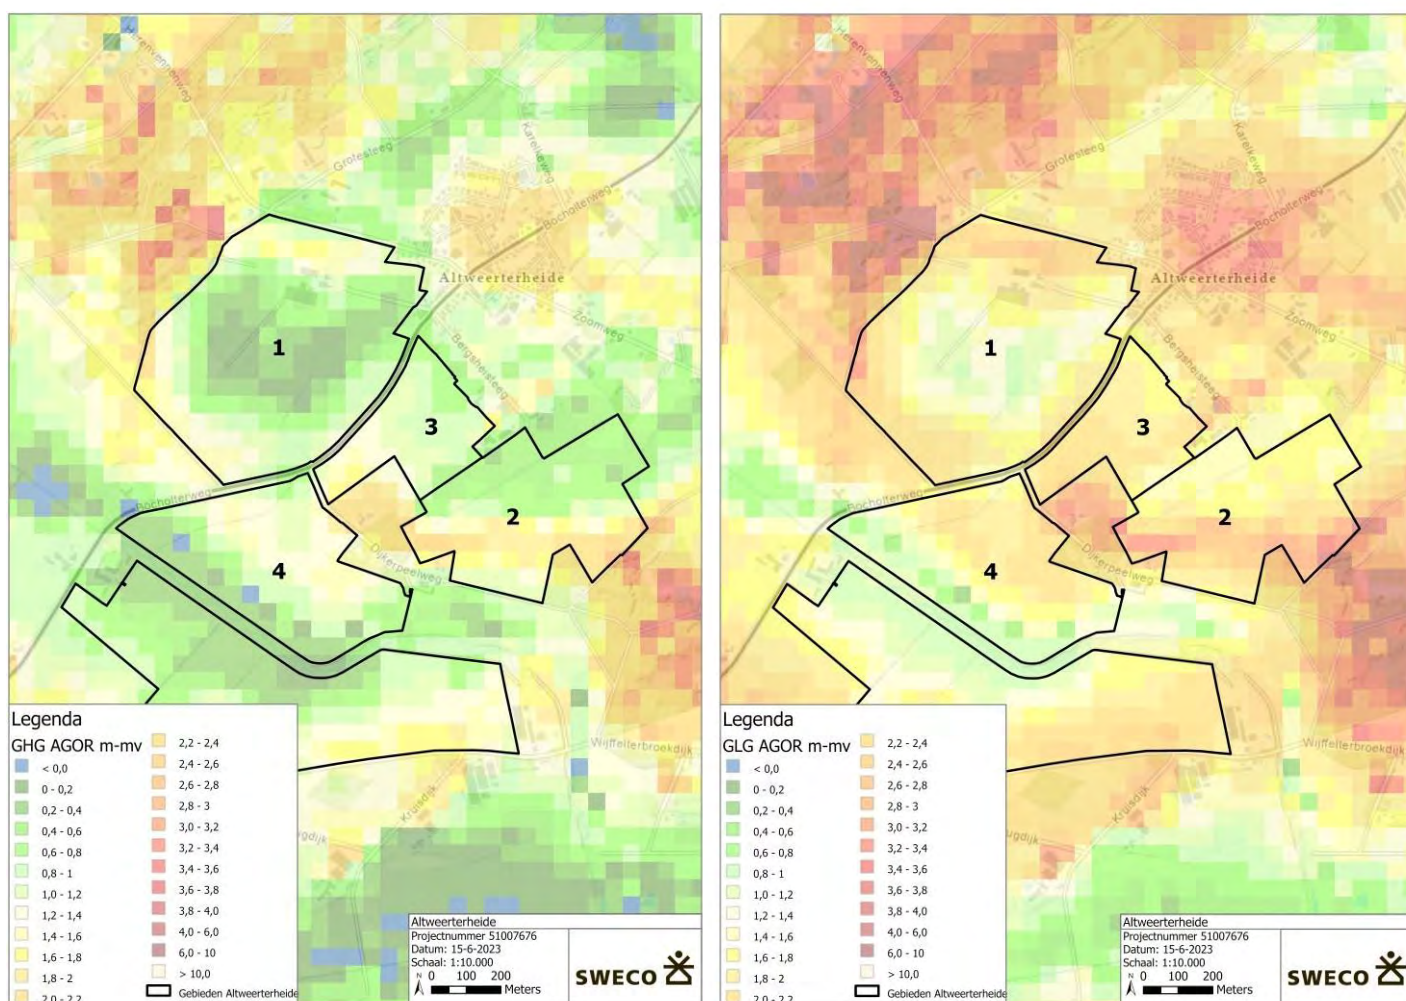 Herenvennenweg
Grotesteeg
Karelkeweg
Bocholterweg
Altweerterheide
Zoomweg
Bergsheisteeg
1
3
2
Bocholterweg
4
Dijkerpeelweg
Wijffelterbroekdijk
Kruisdijk
ugdijk
Legenda
GHG AGOR m-mv
< 0,0
0 - 0,2
0,2 - 0,4
0,4 - 0,6
0,6 - 0,8
0,8 - 1
1,0 - 1,2
1,2 - 1,4
1,4 - 1,6
1,6 - 1,8
1,8 - 2
2,0 - 2,2
2,2 - 2,4
2,4 - 2,6
2,6 - 2,8
2,8 - 3
3,0 - 3,2
3,2 - 3,4
3,4 - 3,6
3,6 - 3,8
3,8 - 4,0
4,0 - 6,0
6,0 - 10
> 10,0
Gebieden Altweerterheide
Altweerterheide
Projectnummer 51007676
Datum: 15-6-2023
Schaal: 1:10.000
N 0 100 200
Meters
SWECO
Herenvennenweg
Grotesteeg
Karelkeweg
Bocholterweg
Altweerterheide
Zoomweg
Bergsheisteeg
1
3
2
Bocholterweg
4
Dijkerpeelweg
Wijffelterbroekdijk
Kruisdijk
ugdijk
Legenda
GLG AGOR m-mv
< 0,0
0 - 0,2
0,2 - 0,4
0,4 - 0,6
0,6 - 0,8
0,8 - 1
1,0 - 1,2
1,2 - 1,4
1,4 - 1,6
1,6 - 1,8
1,8 - 2
2,0 - 2,2
2,2 - 2,4
2,4 - 2,6
2,6 - 2,8
2,8 - 3
3,0 - 3,2
3,2 - 3,4
3,4 - 3,6
3,6 - 3,8
3,8 - 4,0
4,0 - 6,0
6,0 - 10
> 10,0
Gebieden Altweerterheide
Altweerterheide
Projectnummer 51007676
Datum: 15-6-2023
Schaal: 1:10.000
N 0 100 200
Meters
SWECO